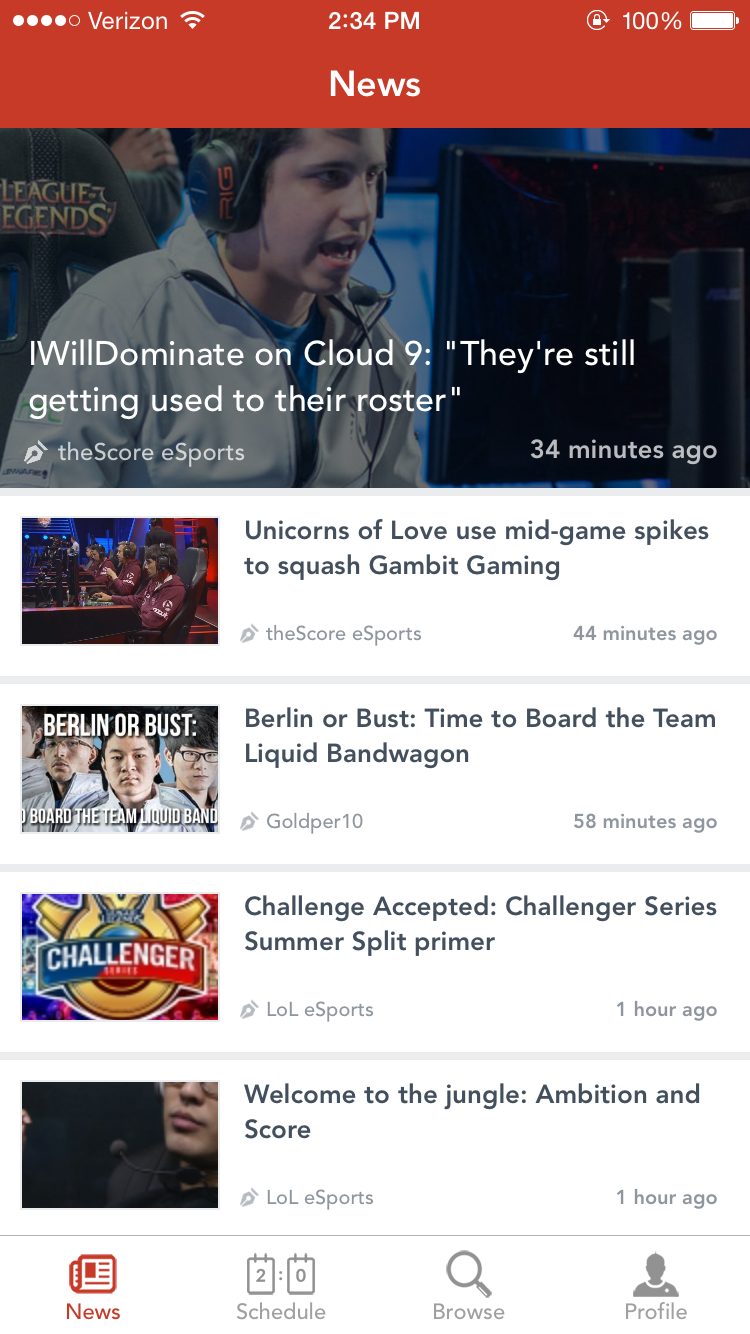 Verizon 2:34 PM 100%
News
LEAGUE
LEGENDS
RIG
IWillDominate on Cloud 9: "They're still
getting used to their roster"
theScore eSports 34 minutes ago
Unicorns of Love use mid-game spikes
to squash Gambit Gaming
theScore eSports 44 minutes ago
BERLIN OR BUST:
BOARD THE TEAM LIQUID BAND
Berlin or Bust: Time to Board the Team
Liquid Bandwagon
Goldper10 58 minutes ago
CHALLENGER
SERIES
Challenge Accepted: Challenger Series
Summer Split primer
LoL eSports 1 hour ago
Welcome to the jungle: Ambition and
Score
LoL eSports 1 hour ago
2:0
News Schedule Browse Profile